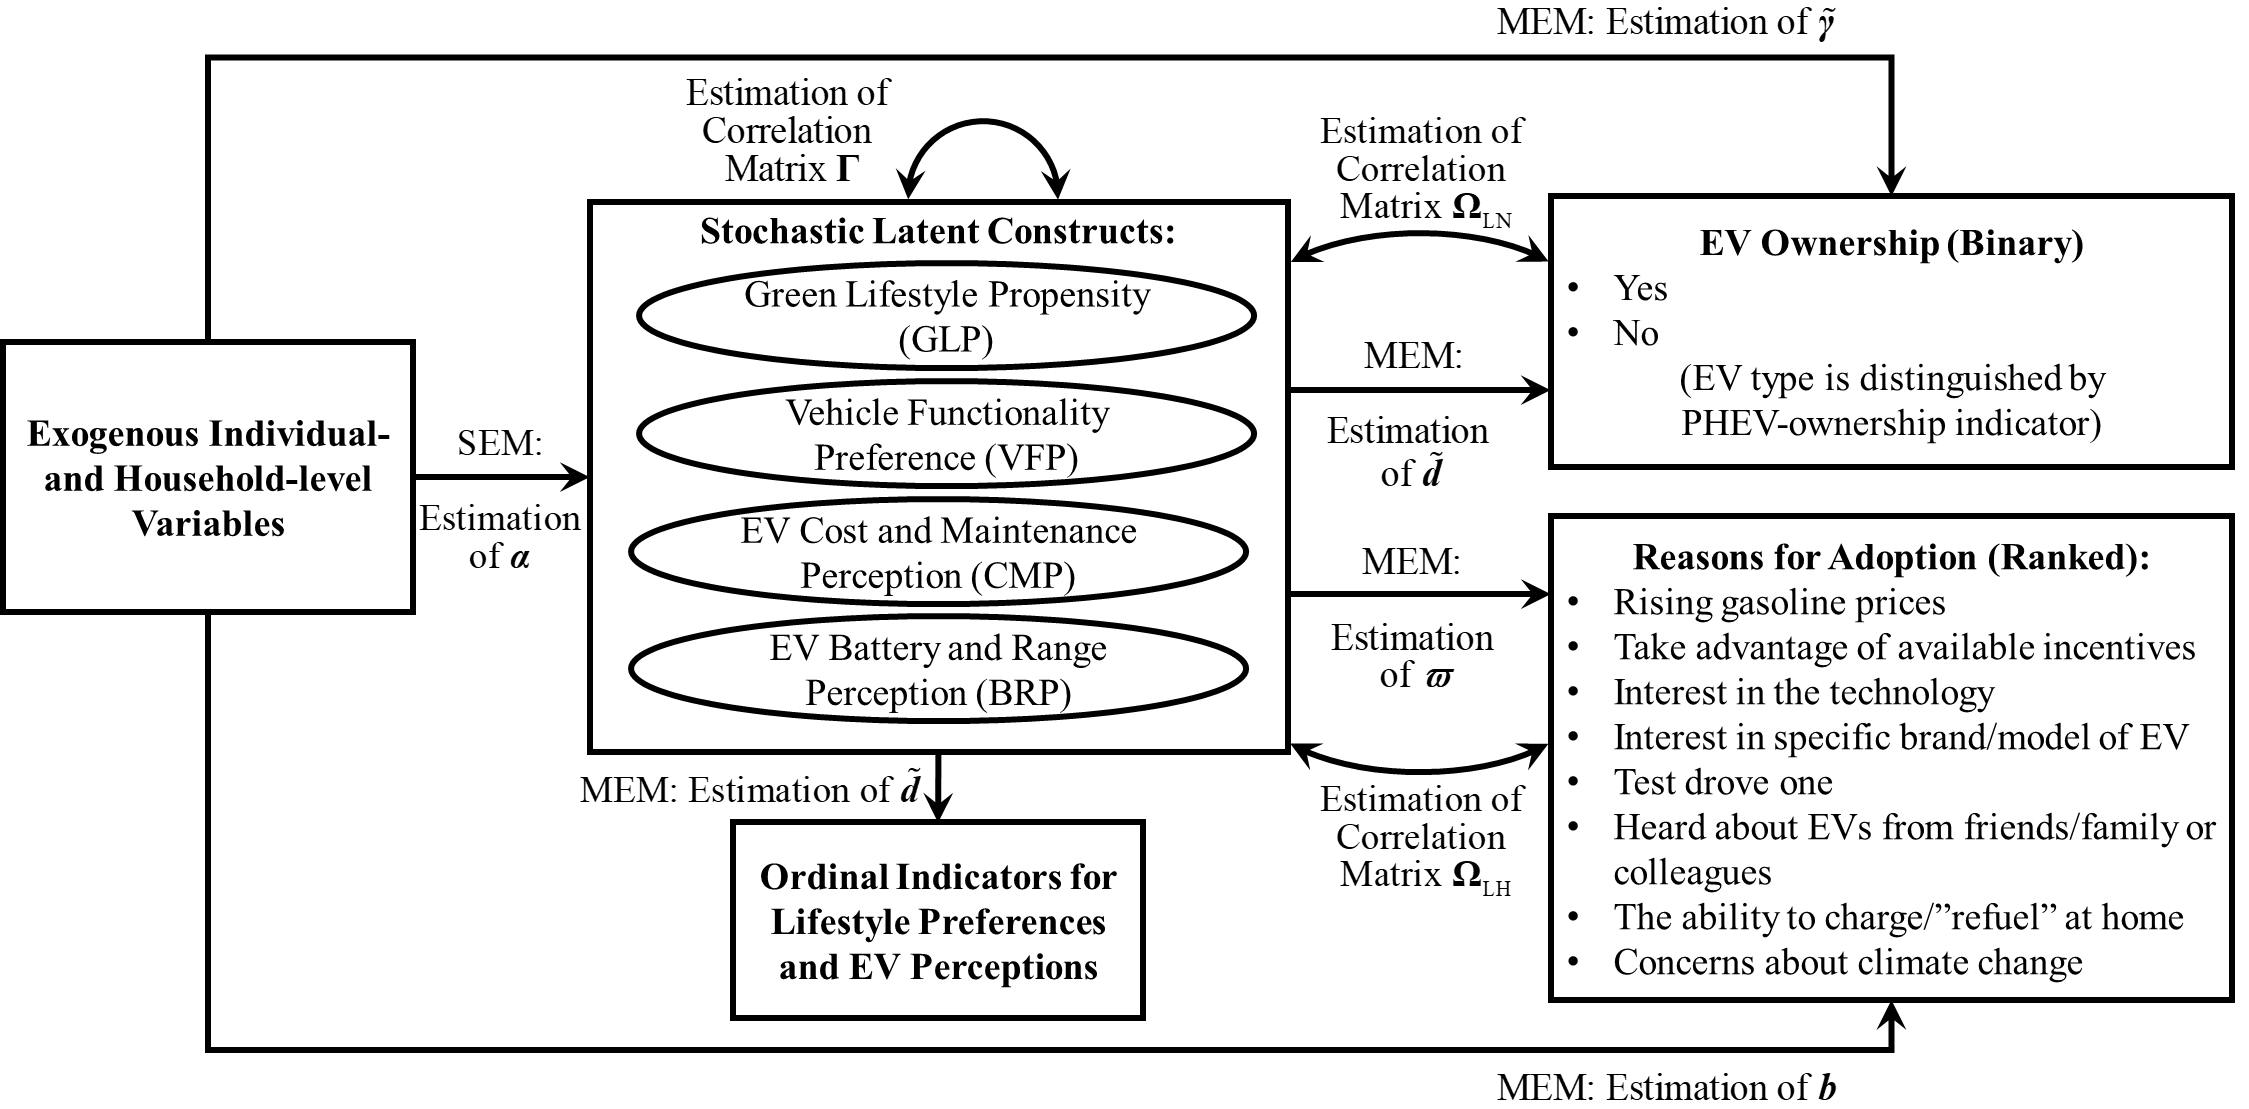 MEM: Estimation of γ̃
Estimation of
Correlation
Matrix Γ
Estimation of
Correlation
Matrix Ω_LN
Exogenous Individual-
and Household-level
Variables
SEM:
Estimation
of α
Stochastic Latent Constructs:
Green Lifestyle Propensity
(GLP)
Vehicle Functionality
Preference (VFP)
EV Cost and Maintenance
Perception (CMP)
EV Battery and Range
Perception (BRP)
MEM:
Estimation
of d̃
EV Ownership (Binary)
• Yes
• No
(EV type is distinguished by
PHEV-ownership indicator)
MEM:
Estimation
of ϖ
Estimation of
Correlation
Matrix Ω_LH
Reasons for Adoption (Ranked):
• Rising gasoline prices
• Take advantage of available incentives
• Interest in the technology
• Interest in specific brand/model of EV
• Test drove one
• Heard about EVs from friends/family or
colleagues
• The ability to charge/”refuel” at home
• Concerns about climate change
MEM: Estimation of d̃
Ordinal Indicators for
Lifestyle Preferences
and EV Perceptions
MEM: Estimation of b